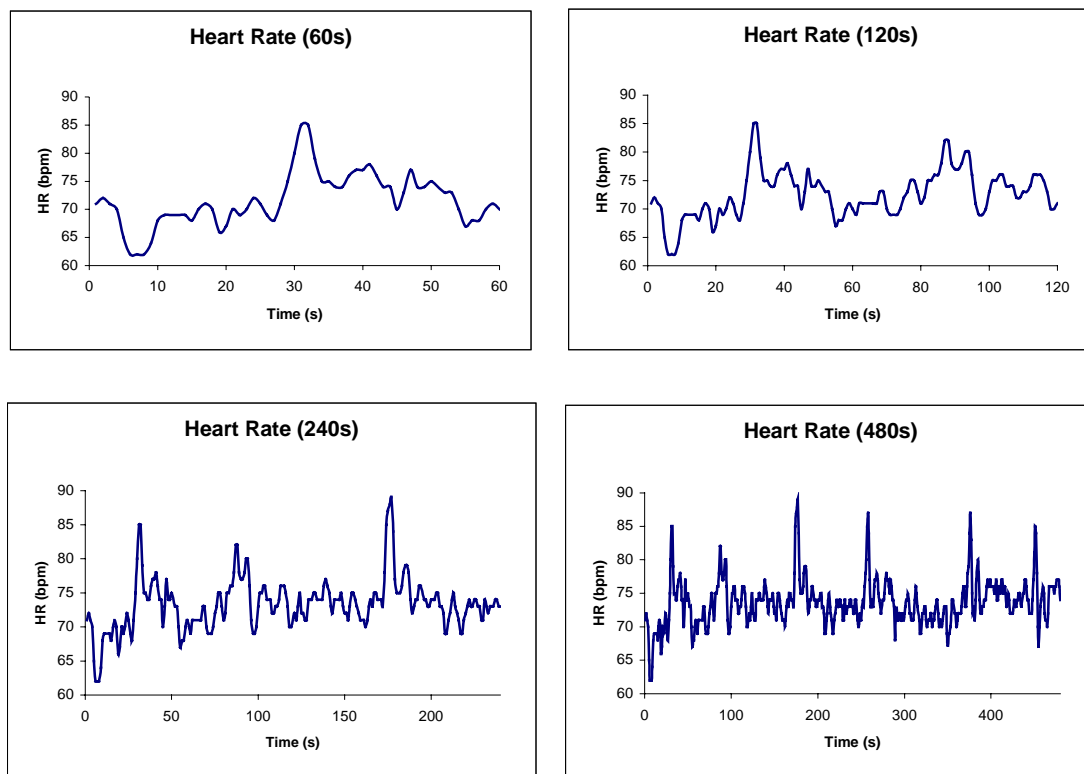 Heart Rate (60s)
90
85
80
75
70
65
60
HR (bpm)
0 10 20 30 40 50 60
Time (s)
Heart Rate (120s)
90
85
80
75
70
65
60
HR (bpm)
0 20 40 60 80 100 120
Time (s)
Heart Rate (240s)
90
85
80
75
70
65
60
HR (bpm)
0 50 100 150 200
Time (s)
Heart Rate (480s)
90
85
80
75
70
65
60
HR (bpm)
0 100 200 300 400
Time (s)